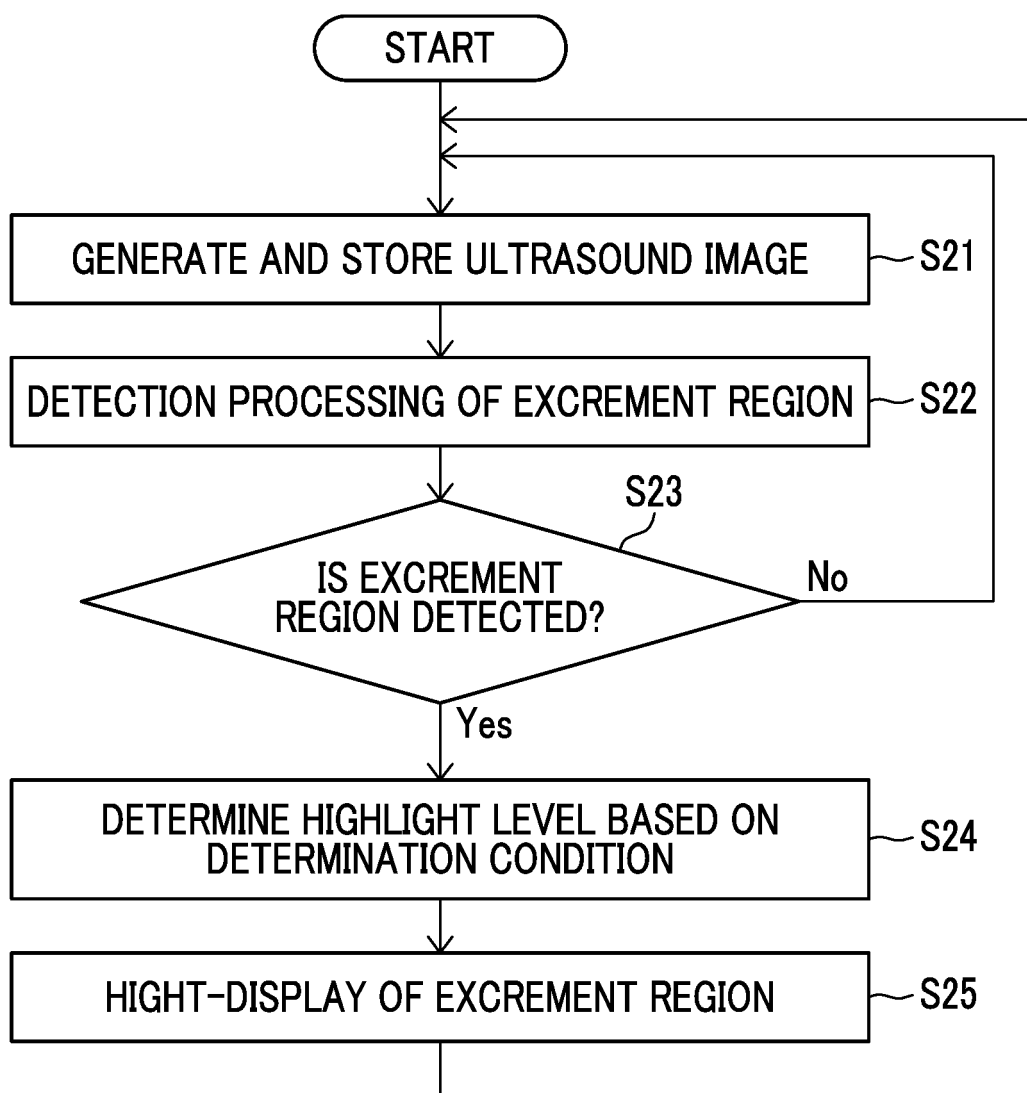 START
GENERATE AND STORE ULTRASOUND IMAGE
S21
DETECTION PROCESSING OF EXCREMENT REGION
S22
S23
IS EXCREMENT
REGION DETECTED?
No
Yes
DETERMINE HIGHLIGHT LEVEL BASED ON
DETERMINATION CONDITION
S24
HIGHT-DISPLAY OF EXCREMENT REGION
S25